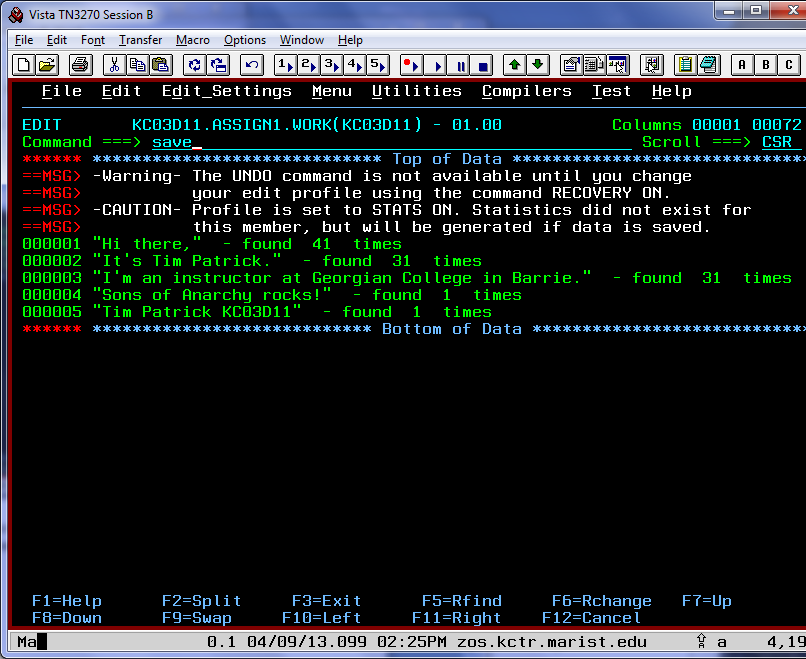 Vista TN3270 Session B
File Edit Font Transfer Macro Options Window Help
1 2 3 4 5 A B C
File Edit Edit_Settings Menu Utilities Compilers Test Help
EDIT KC03D11.ASSIGN1.WORK(KC03D11) - 01.00 Columns 00001 00072
Command ===> save_ Scroll ===> CSR
****** ***************************** Top of Data *****************************
==MSG> -Warning- The UNDO command is not available until you change
==MSG> your edit profile using the command RECOVERY ON.
==MSG> -CAUTION- Profile is set to STATS ON. Statistics did not exist for
==MSG> this member, but will be generated if data is saved.
000001 "Hi there," - found 41 times
000002 "It's Tim Patrick." - found 31 times
000003 "I'm an instructor at Georgian College in Barrie." - found 31 times
000004 "Sons of Anarchy rocks!" - found 1 times
000005 "Tim Patrick KC03D11" - found 1 times
****** **************************** Bottom of Data ****************************
F1=Help F2=Split F3=Exit F5=Rfind F6=Rchange F7=Up
F8=Down F9=Swap F10=Left F11=Right F12=Cancel
Ma 0.1 04/09/13.099 02:25PM zos.kctr.marist.edu a 4,19